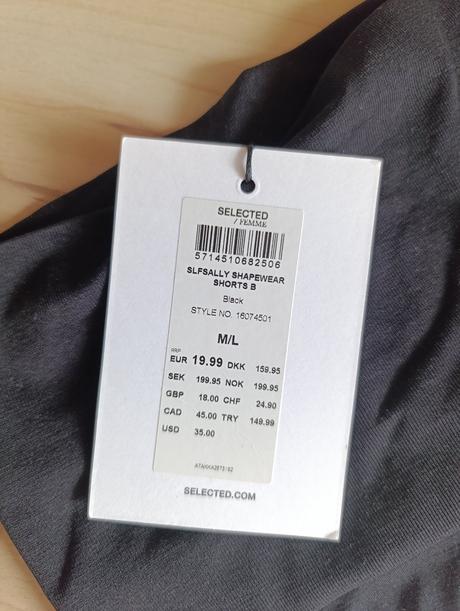 SELECTED
/ FEMME
5714510682506
SLFSALLY SHAPEWEAR
SHORTS B
Black
STYLE NO. 16074501
M/L
RRP
EUR 19.99 DKK 159.95
SEK 199.95 NOK 199.95
GBP 18.00 CHF 24.90
CAD 45.00 TRY 149.99
USD 35.00
SELECTED.COM